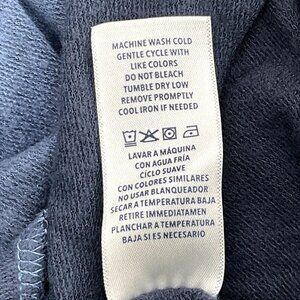 MACHINE WASH COLD
GENTLE CYCLE WITH
LIKE COLORS
DO NOT BLEACH
TUMBLE DRY LOW
REMOVE PROMPTLY
COOL IRON IF NEEDED
LAVAR A MÁQUINA
CON AGUA FRÍA
CÍCLO SUAVE
CON COLORES SIMILARES
NO USAR BLANQUEADOR
SECAR A TEMPERATURA BAJA
RETIRE IMMEDIATAMEN
PLANCHAR A TEMPERATURA
BAJA SI ES NECESARIO